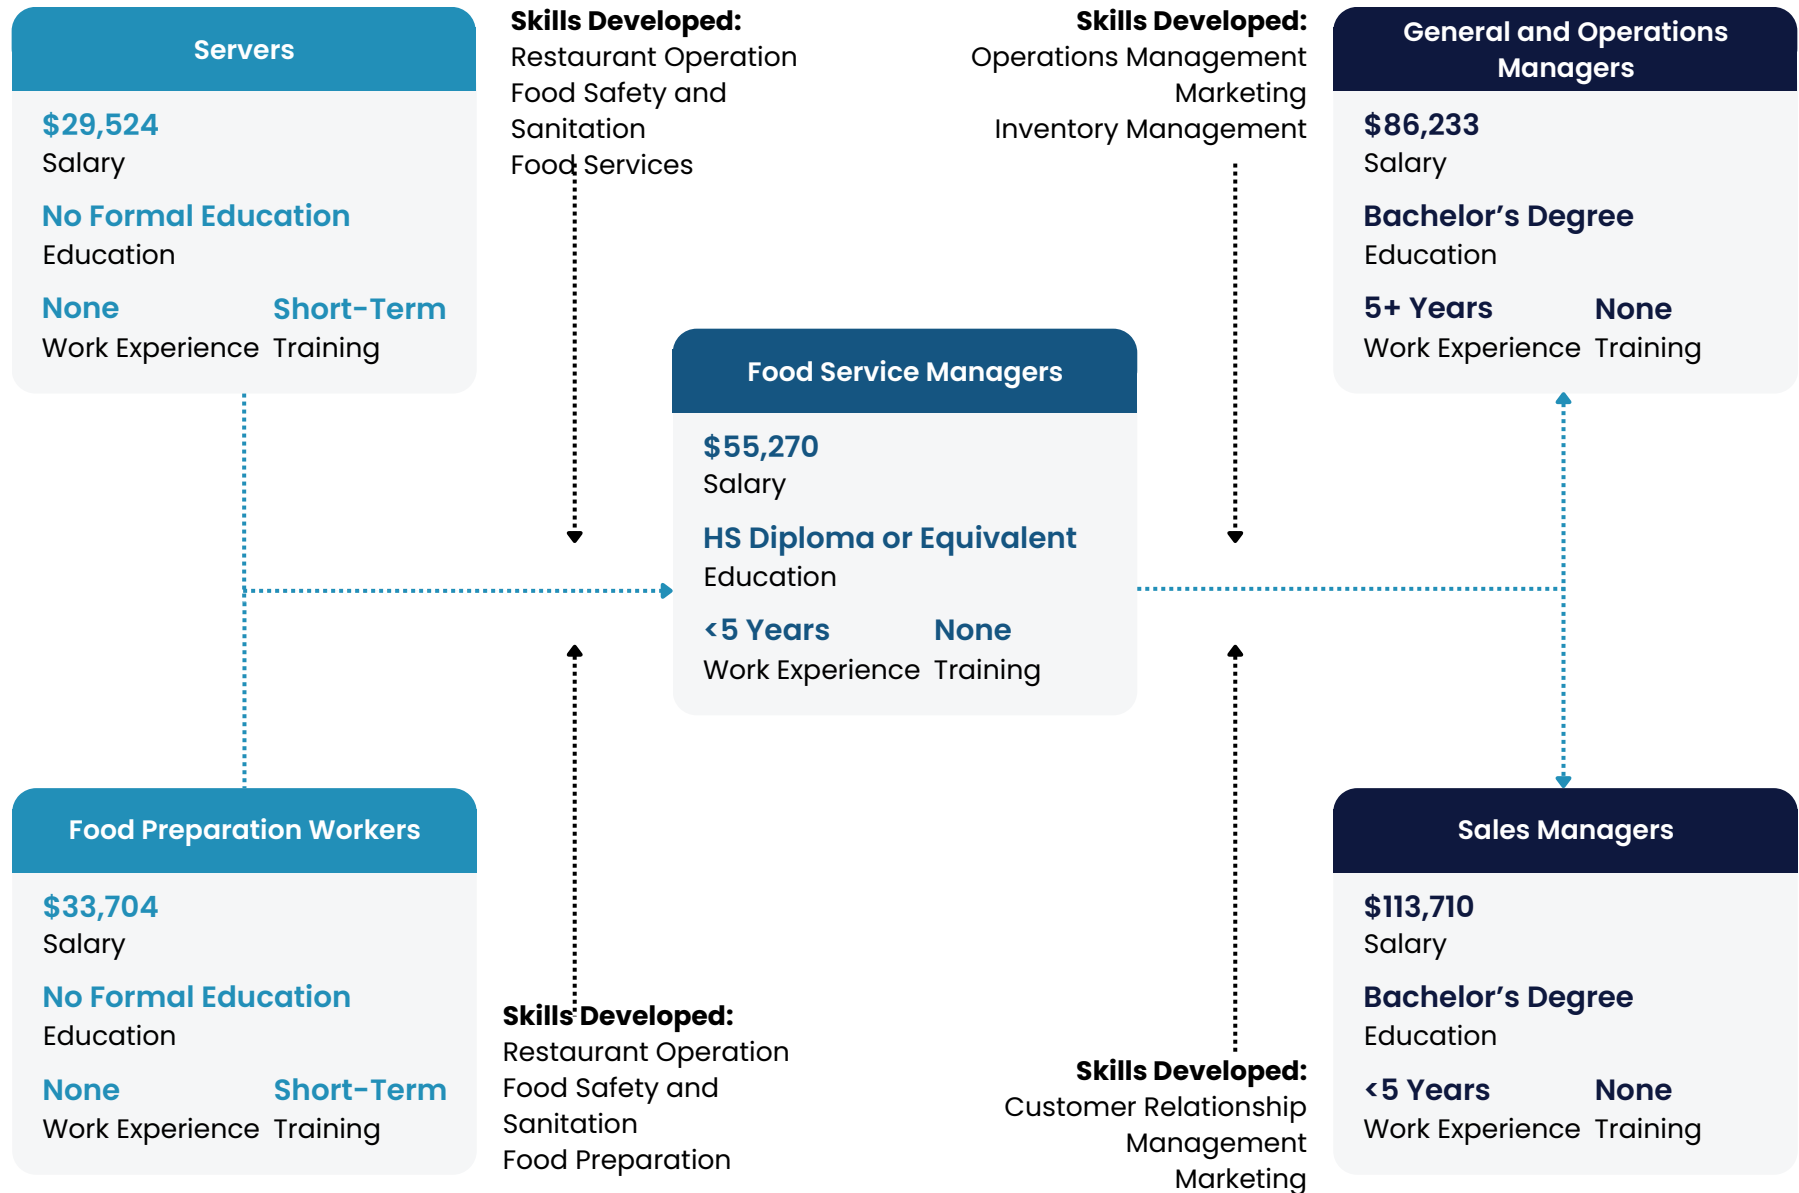 Servers
$29,524
Salary
No Formal Education
Education
None
Work Experience
Short-Term
Training
Skills Developed:
Restaurant Operation
Food Safety and
Sanitation
Food Services
Skills Developed:
Operations Management
Marketing
Inventory Management
General and Operations
Managers
$86,233
Salary
Bachelor’s Degree
Education
5+ Years
Work Experience
None
Training
Food Service Managers
$55,270
Salary
HS Diploma or Equivalent
Education
<5 Years
Work Experience
None
Training
Food Preparation Workers
$33,704
Salary
No Formal Education
Education
None
Work Experience
Short-Term
Training
Skills Developed:
Restaurant Operation
Food Safety and
Sanitation
Food Preparation
Skills Developed:
Customer Relationship
Management
Marketing
Sales Managers
$113,710
Salary
Bachelor’s Degree
Education
<5 Years
Work Experience
None
Training